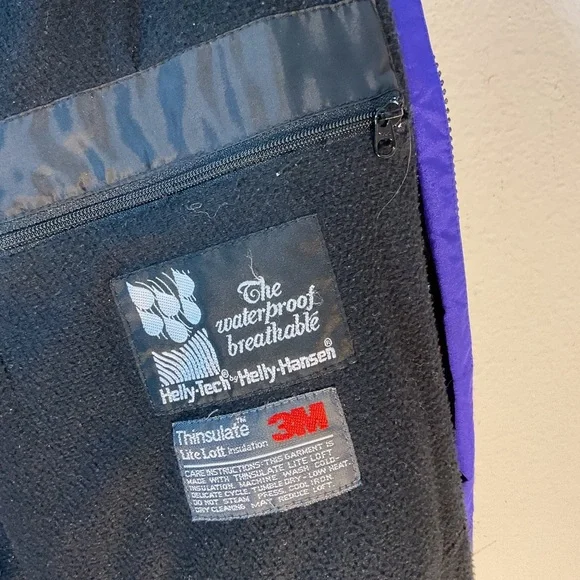 The
waterproof
breathable
Helly-Tech® by Helly-Hansen®
Thinsulate™ 3M
Lite Loft Insulation
CARE INSTRUCTIONS: THIS GARMENT IS
MADE WITH THINSULATE LITE LOFT
INSULATION. MACHINE WASH COLD-
DELICATE CYCLE. TUMBLE DRY - LOW HEAT.
DO NOT STEAM PRESS COOL IRON.
DRY CLEANING MAY REDUCE LOFT.